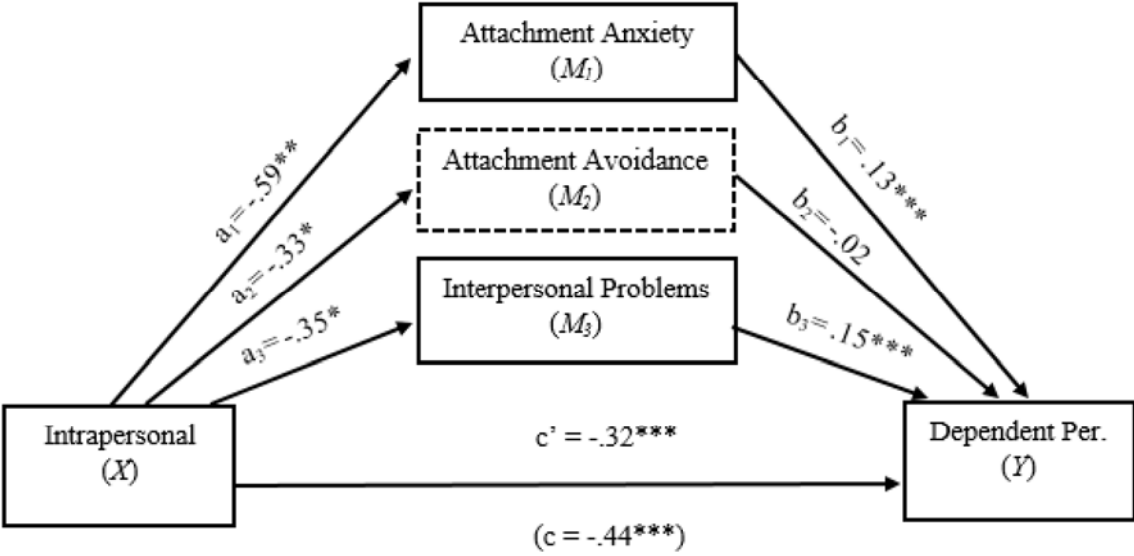 Attachment Anxiety
(M₁)
a₁= -.59**
b₁=.13***
Attachment Avoidance
(M₂)
a₂= -.33*
b₂=-.02
Interpersonal Problems
(M₃)
a₃= -.35*
b₃=.15***
Intrapersonal
(X)
c’ = -.32***
(c = -.44***)
Dependent Per.
(Y)